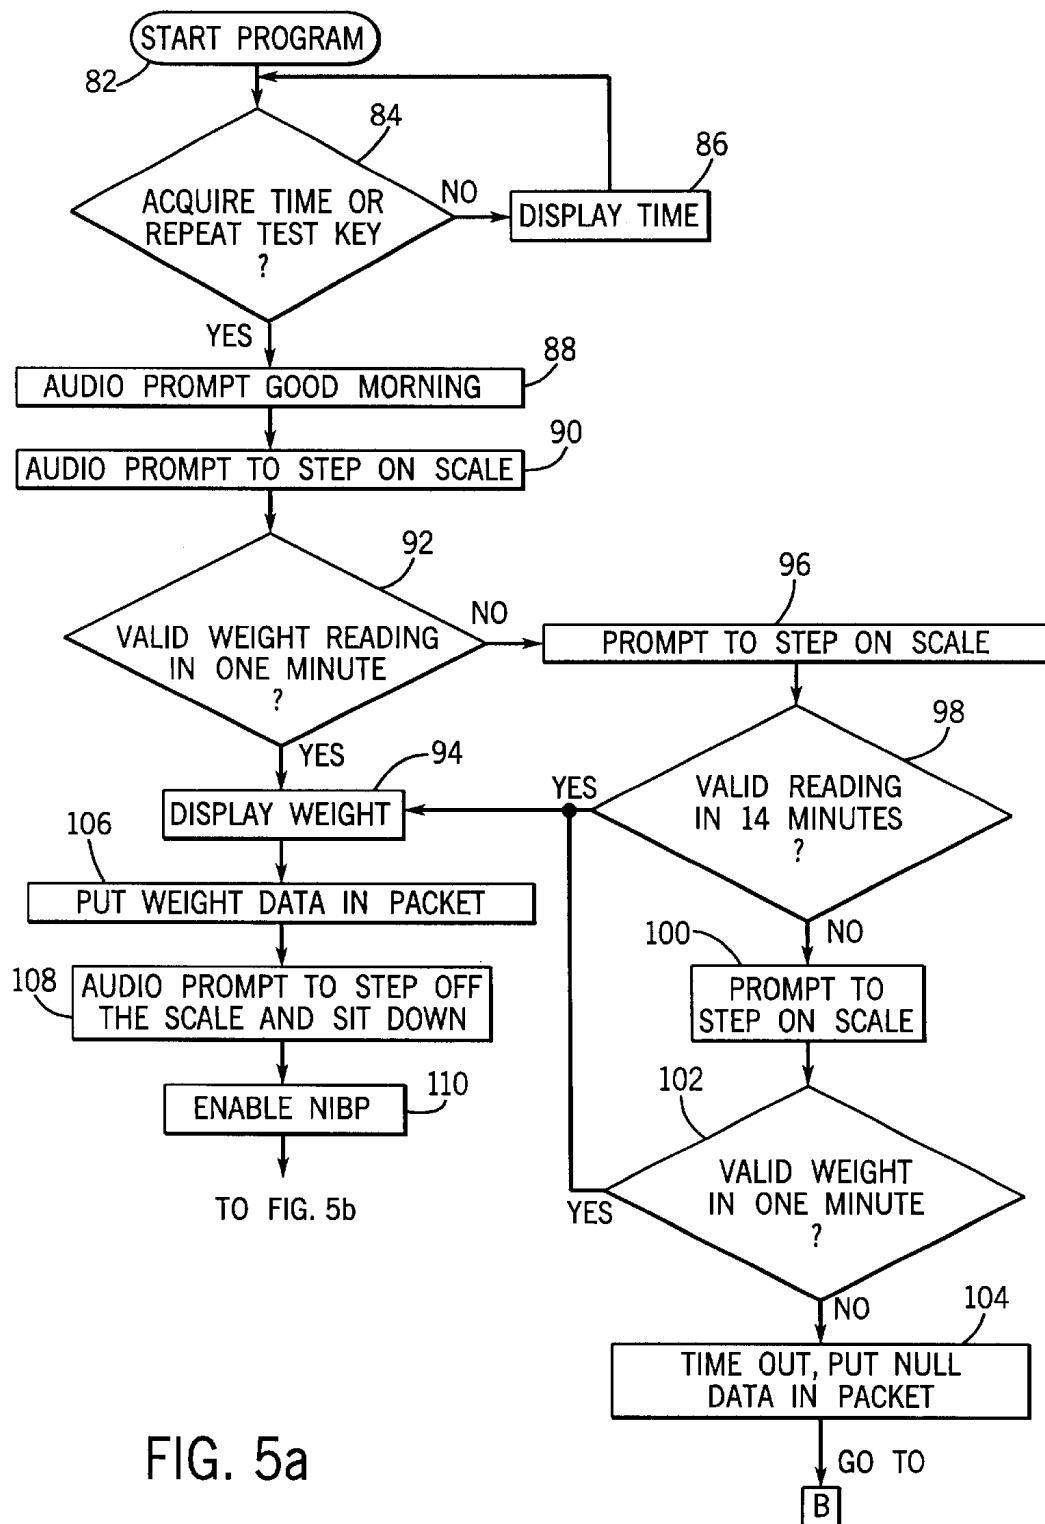 START PROGRAM
82
84
ACQUIRE TIME OR
REPEAT TEST KEY
?
NO
86
DISPLAY TIME
YES
88
AUDIO PROMPT GOOD MORNING
90
AUDIO PROMPT TO STEP ON SCALE
92
VALID WEIGHT READING
IN ONE MINUTE
?
NO
96
PROMPT TO STEP ON SCALE
98
VALID READING
IN 14 MINUTES
?
YES
YES
94
DISPLAY WEIGHT
106
PUT WEIGHT DATA IN PACKET
108
AUDIO PROMPT TO STEP OFF
THE SCALE AND SIT DOWN
110
ENABLE NIBP
TO FIG. 5b
NO
100
PROMPT TO
STEP ON SCALE
102
VALID WEIGHT
IN ONE MINUTE
?
YES
NO
104
TIME OUT, PUT NULL
DATA IN PACKET
GO TO
B
FIG. 5a